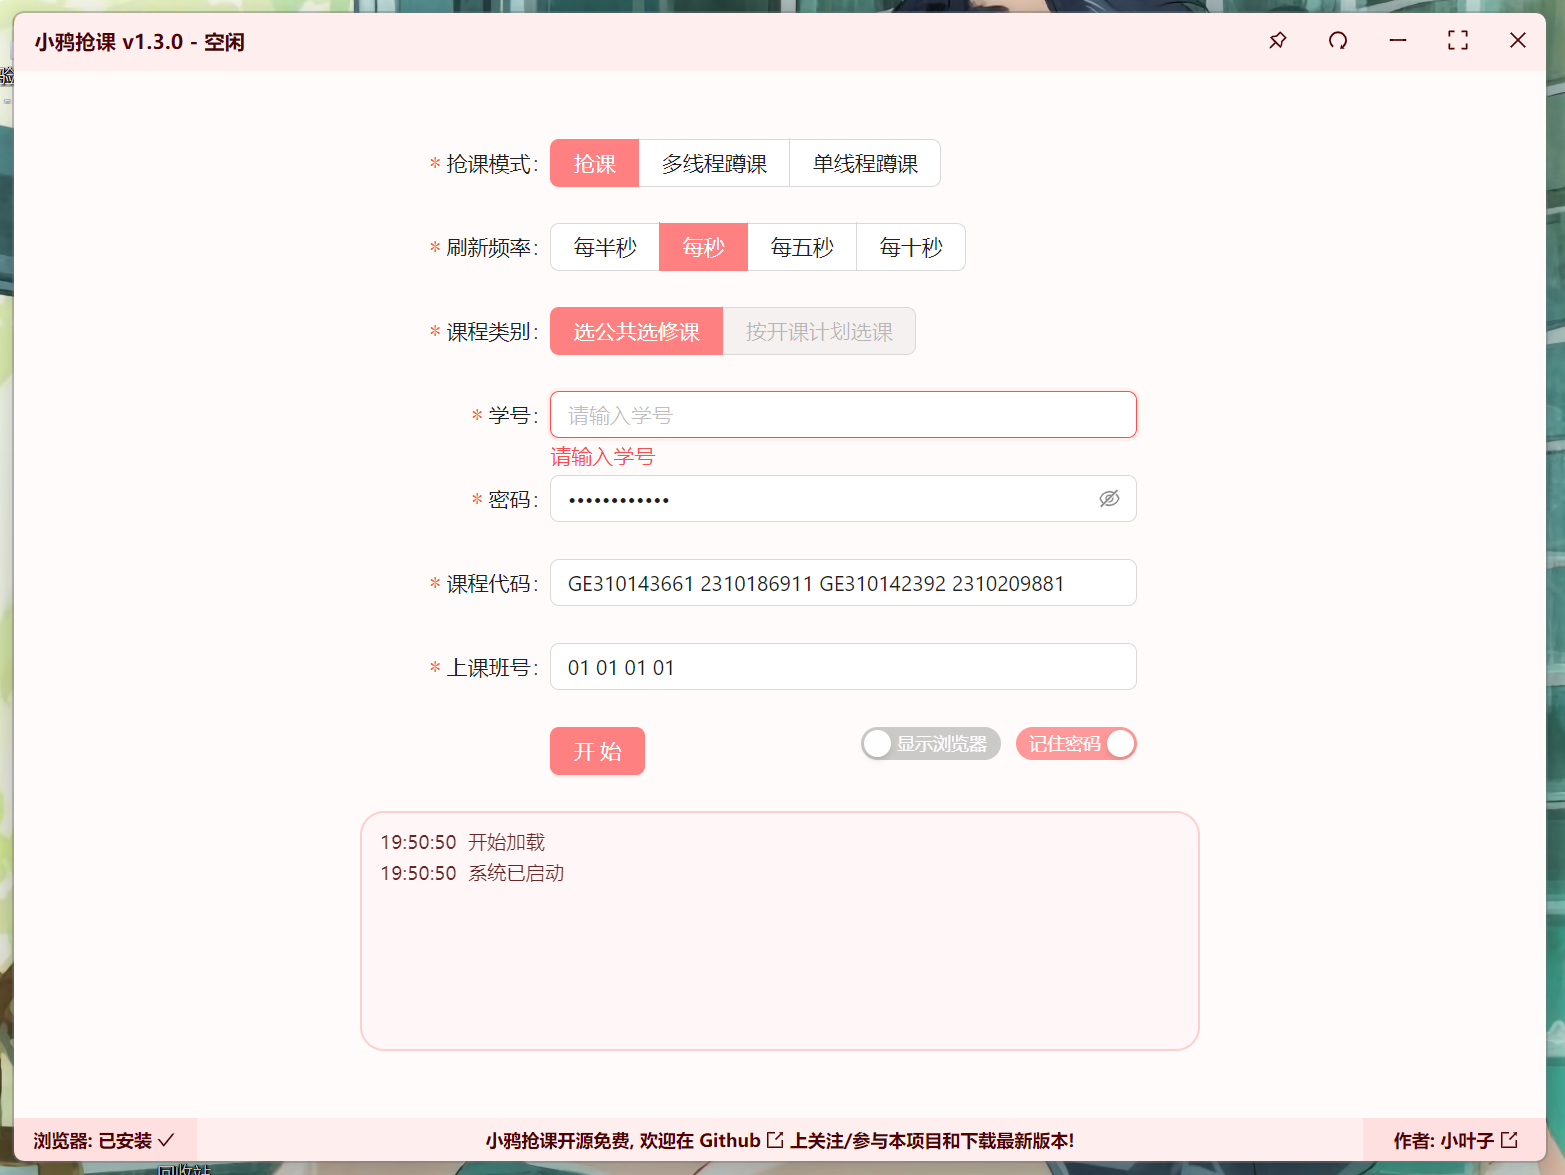 小鸦抢课 v1.3.0 - 空闲
验
* 抢课模式: 抢课 多线程蹲课 单线程蹲课
* 刷新频率: 每半秒 每秒 每五秒 每十秒
* 课程类别: 选公共选修课 按开课计划选课
* 学号: 请输入学号
请输入学号
* 密码: ••••••••••••
* 课程代码: GE310143661 2310186911 GE310142392 2310209881
* 上课班号: 01 01 01 01
开 始 显示浏览器 记住密码
19:50:50 开始加载
19:50:50 系统已启动
浏览器: 已安装 小鸦抢课开源免费, 欢迎在 Github 上关注/参与本项目和下载最新版本! 作者: 小叶子
回收站